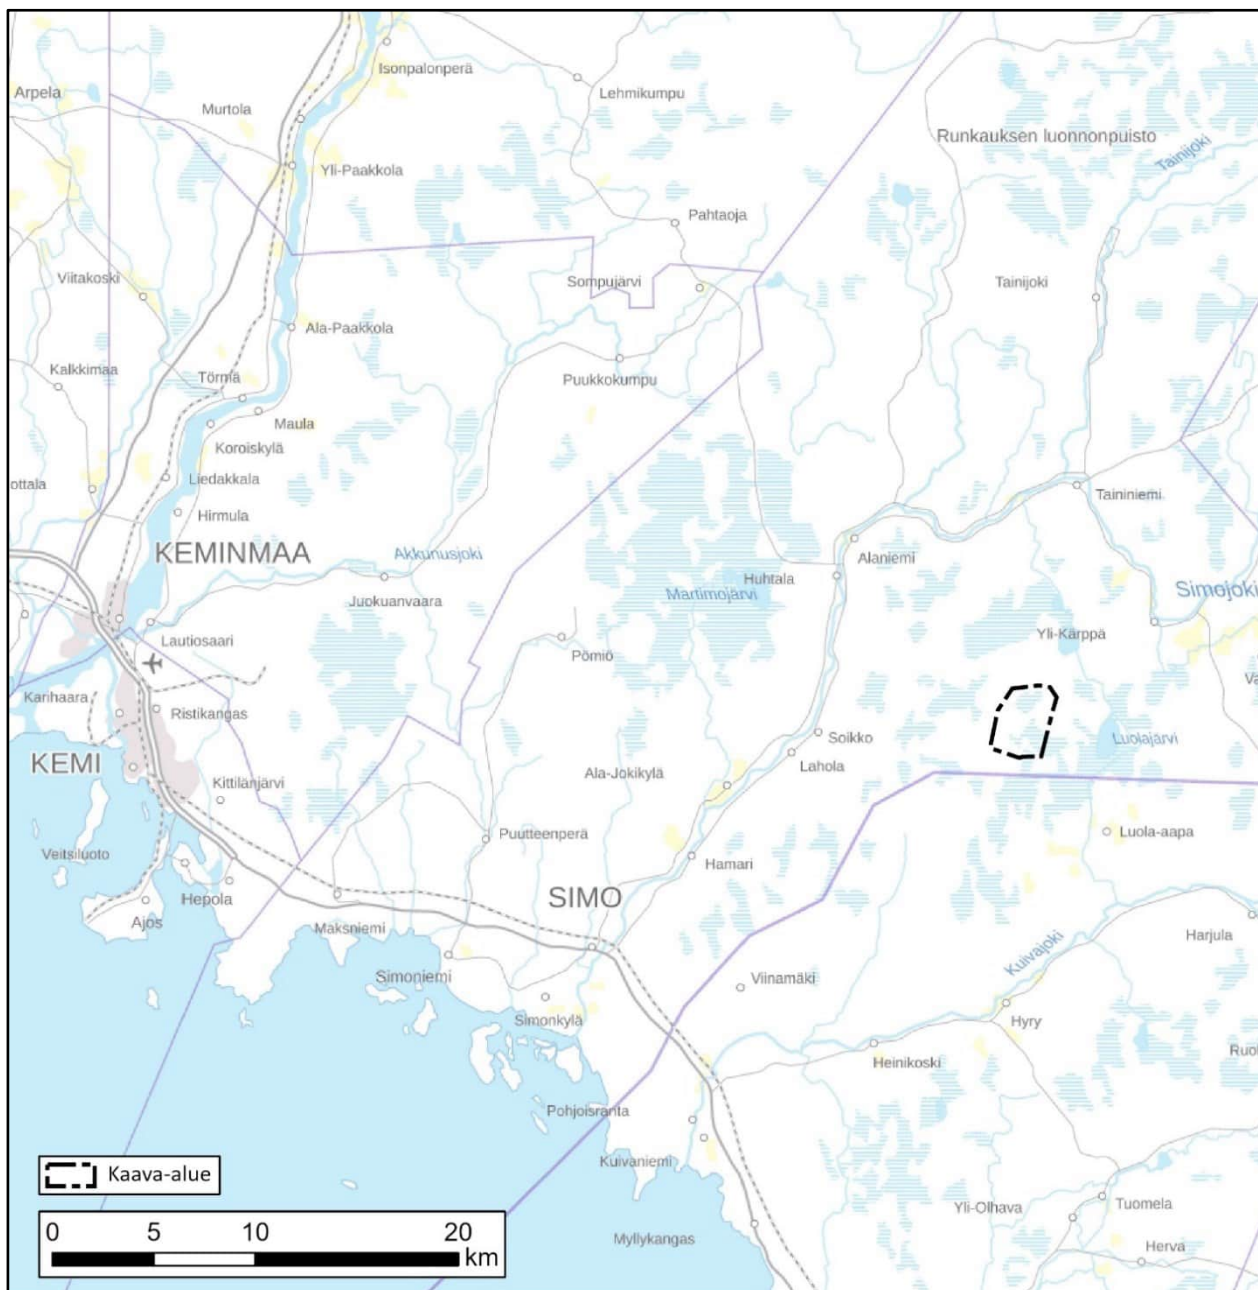 Isonpalonperä
Arpela
Murtola
Lehmikumpu
Runkauksen luonnonpuisto
Tainijoki
Yli-Paakkola
Pahtaoja
Viitakoski
Sompujärvi
Tainijoki
Ala-Paakkola
Kalkkimaa
Törmä
Puukkokumpu
Maula
Koroiskylä
ottala
Liedakkala
Taininiemi
Hirmula
KEMINMAA
Akkunusjoki
Alaniemi
Huhtala
Simojoki
Juokuanvaara
Martimojärvi
Lautiosaari
Yli-Kärppä
Pömiö
Karihaara
Vä
Ristikangas
Soikko
Luolajärvi
KEMI
Lahola
Ala-Jokikylä
Kittilänjärvi
Puutteenperä
Luola-aapa
Veitsiluoto
Hamari
Hepola
SIMO
Ajos
Maksniemi
Harjula
Kuivajoki
Simoniemi
Viinamäki
Simonkylä
Hyry
Ruol
Heinikoski
Pohjoisranta
Kuivaniemi
Kaava-alue
Yli-Olhava
Tuomela
Myllykangas
Herva
0 5 10 20
km